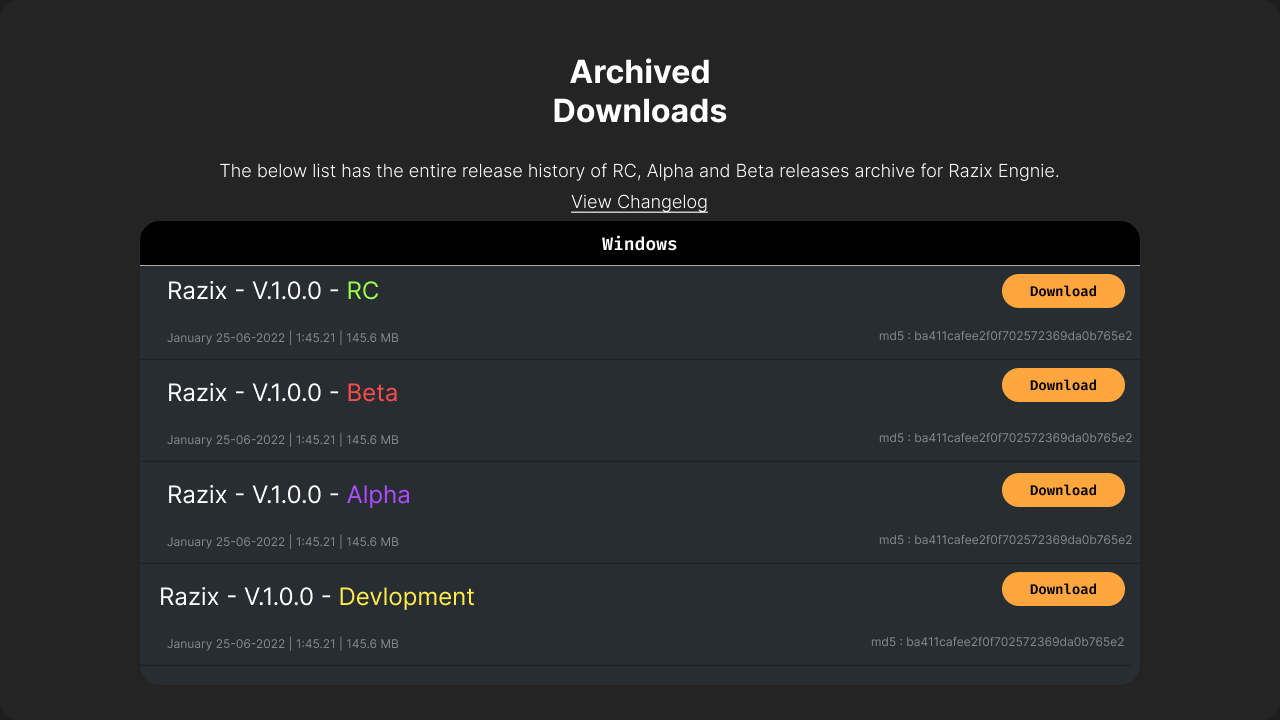 Archived
Downloads
The below list has the entire release history of RC, Alpha and Beta releases archive for Razix Engnie.
View Changelog
Windows
Razix - V.1.0.0 - RC
Download
January 25-06-2022 | 1:45.21 | 145.6 MB
md5 : ba411cafee2f0f702572369da0b765e2
Razix - V.1.0.0 - Beta
Download
January 25-06-2022 | 1:45.21 | 145.6 MB
md5 : ba411cafee2f0f702572369da0b765e2
Razix - V.1.0.0 - Alpha
Download
January 25-06-2022 | 1:45.21 | 145.6 MB
md5 : ba411cafee2f0f702572369da0b765e2
Razix - V.1.0.0 - Devlopment
Download
January 25-06-2022 | 1:45.21 | 145.6 MB
md5 : ba411cafee2f0f702572369da0b765e2